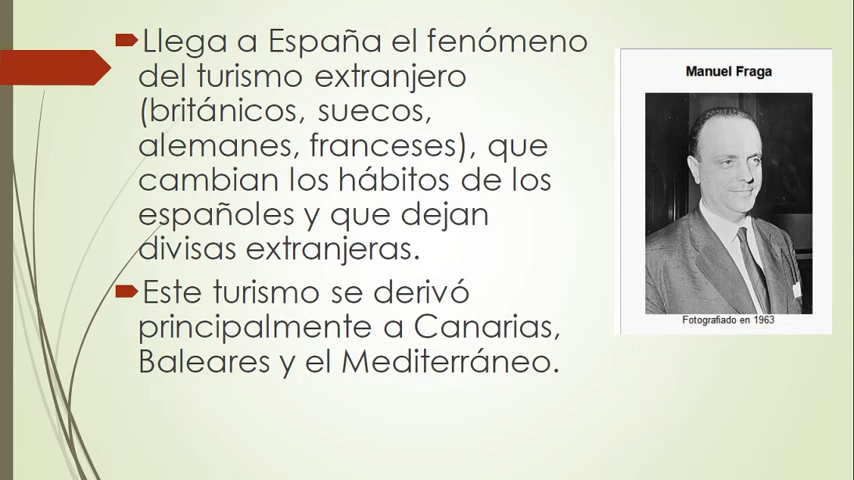 Llega a España el fenómeno
del turismo extranjero
(británicos, suecos,
alemanes, franceses), que
cambian los hábitos de los
españoles y que dejan
divisas extranjeras.
Este turismo se derivó
principalmente a Canarias,
Baleares y el Mediterráneo.
Manuel Fraga
Fotografiado en 1963